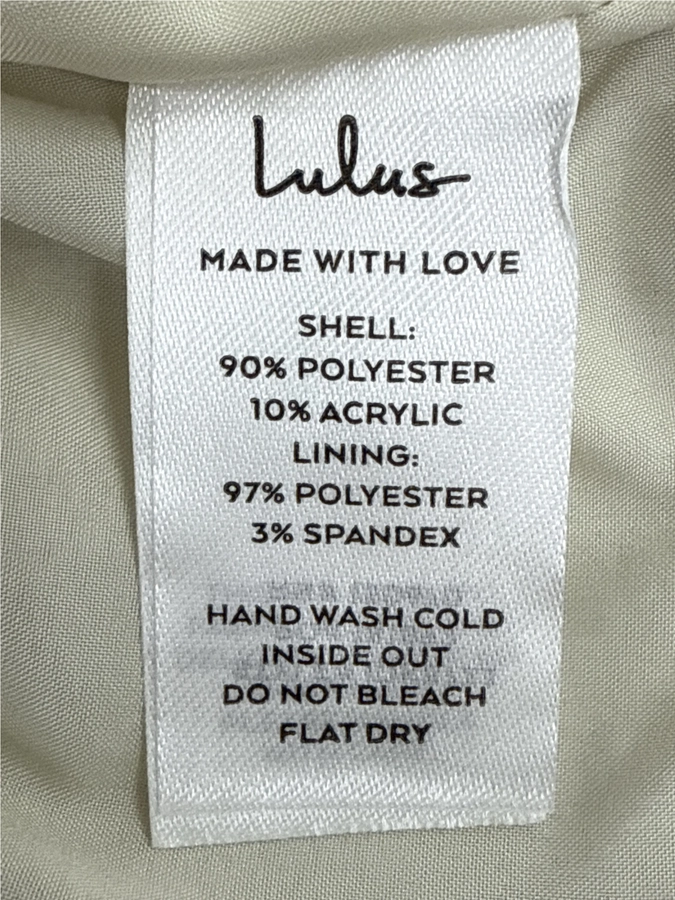 Lulus
MADE WITH LOVE
SHELL:
90% POLYESTER
10% ACRYLIC
LINING:
97% POLYESTER
3% SPANDEX
HAND WASH COLD
INSIDE OUT
DO NOT BLEACH
FLAT DRY